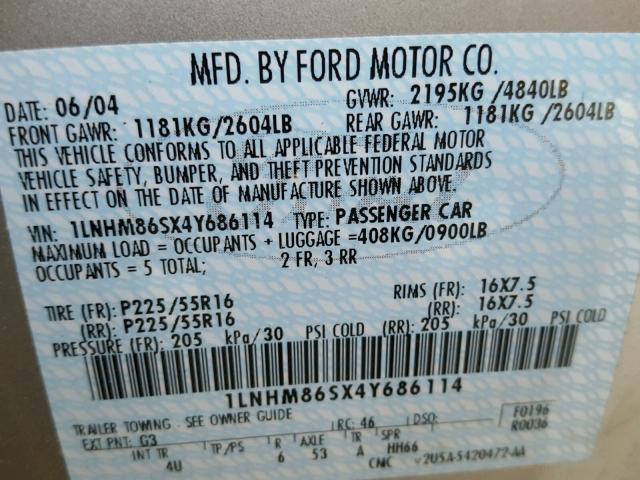 MFD. BY FORD MOTOR CO.
DATE: 06/04 GVWR: 2195KG /4840LB
FRONT GAWR: 1181KG/2604LB REAR GAWR: 1181KG /2604LB
THIS VEHICLE CONFORMS TO ALL APPLICABLE FEDERAL MOTOR
VEHICLE SAFETY, BUMPER, AND THEFT PREVENTION STANDARDS
IN EFFECT ON THE DATE OF MANUFACTURE SHOWN ABOVE.
VIN: 1LNHM86SX4Y686114 TYPE: PASSENGER CAR
MAXIMUM LOAD = OCCUPANTS + LUGGAGE =408KG/0900LB
OCCUPANTS = 5 TOTAL; 2 FR, 3 RR
TIRE (FR): P225/55R16 RIMS (FR): 16X7.5
(RR): P225/55R16 (RR): 16X7.5
PRESSURE (FR): 205 kPa/30 PSI COLD (RR): 205 kPa/30 PSI COLD
1LNHM86SX4Y686114
TRAILER TOWING - SEE OWNER GUIDE F0196
EXT PNT: G3 RC: 46 DSO: R0036
INT TR TP/PS R AXLE TR SPR
4U 6 53 A HH66
CMC V2U5A-5420472-AA